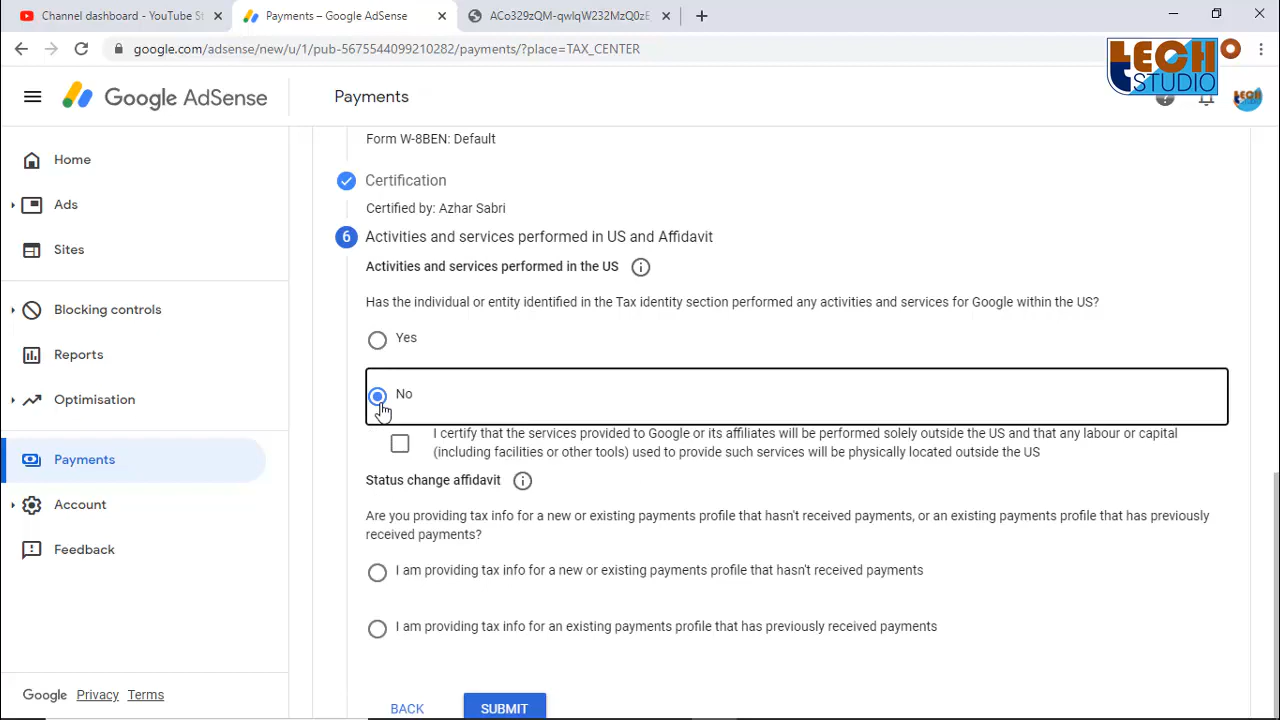 Channel dashboard - YouTube St
Payments – Google AdSense
ACo329zQM-qwIqW232MzQ0zE
google.com/adsense/new/u/1/pub-5675544099210282/payments/?place=TAX_CENTER
TECHO
STUDIO
Google AdSense
Payments
Home
Ads
Sites
Blocking controls
Reports
Optimisation
Payments
Account
Feedback
Google Privacy Terms
Form W-8BEN: Default
Certification
Certified by: Azhar Sabri
6 Activities and services performed in US and Affidavit
Activities and services performed in the US
Has the individual or entity identified in the Tax identity section performed any activities and services for Google within the US?
Yes
No
I certify that the services provided to Google or its affiliates will be performed solely outside the US and that any labour or capital
(including facilities or other tools) used to provide such services will be physically located outside the US
Status change affidavit
Are you providing tax info for a new or existing payments profile that hasn't received payments, or an existing payments profile that has previously
received payments?
I am providing tax info for a new or existing payments profile that hasn't received payments
I am providing tax info for an existing payments profile that has previously received payments
BACK
SUBMIT